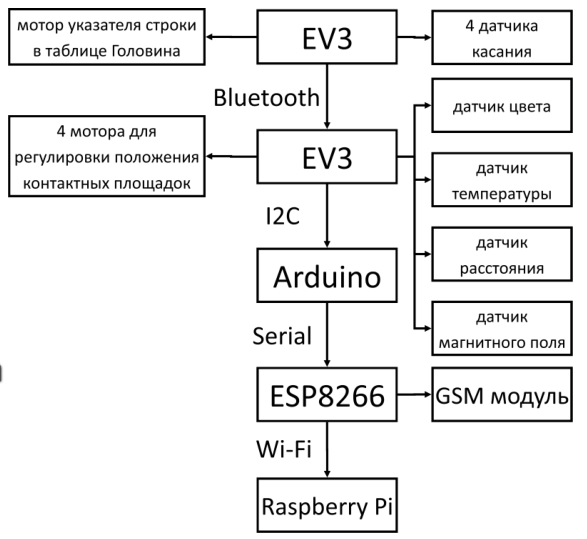 мотор указателя строки
в таблице Головина
EV3
4 датчика
касания
Bluetooth
датчик цвета
4 мотора для
регулировки положения
контактных площадок
EV3
датчик
температуры
I2C
датчик
расстояния
Arduino
датчик
магнитного поля
Serial
ESP8266
GSM модуль
Wi-Fi
Raspberry Pi